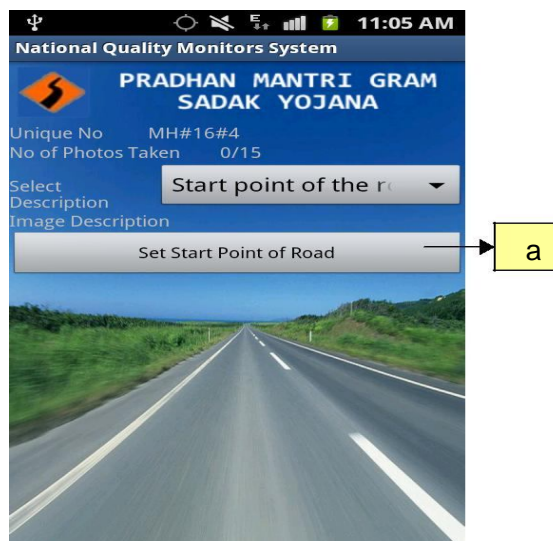 E 11:05 AM
National Quality Monitors System
PRADHAN MANTRI GRAM
SADAK YOJANA
Unique No MH#16#4
No of Photos Taken 0/15
Select
Description
Start point of the r
Image Description
Set Start Point of Road
a